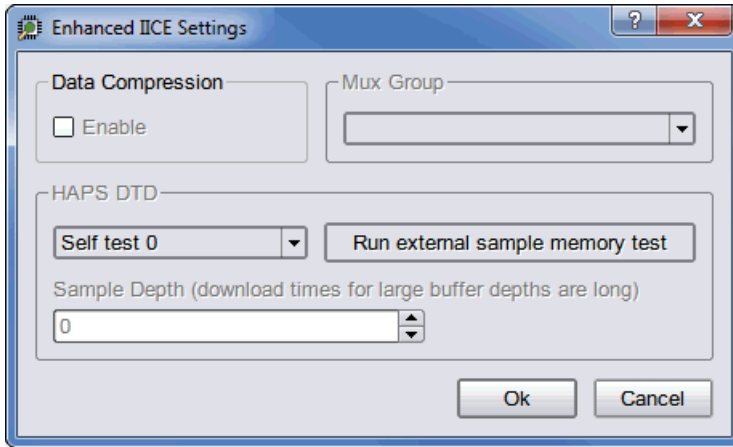 Enhanced IICE Settings
?
X
Data Compression
Mux Group
Enable
HAPS DTD
Self test 0
Run external sample memory test
Sample Depth (download times for large buffer depths are long)
0
Ok
Cancel